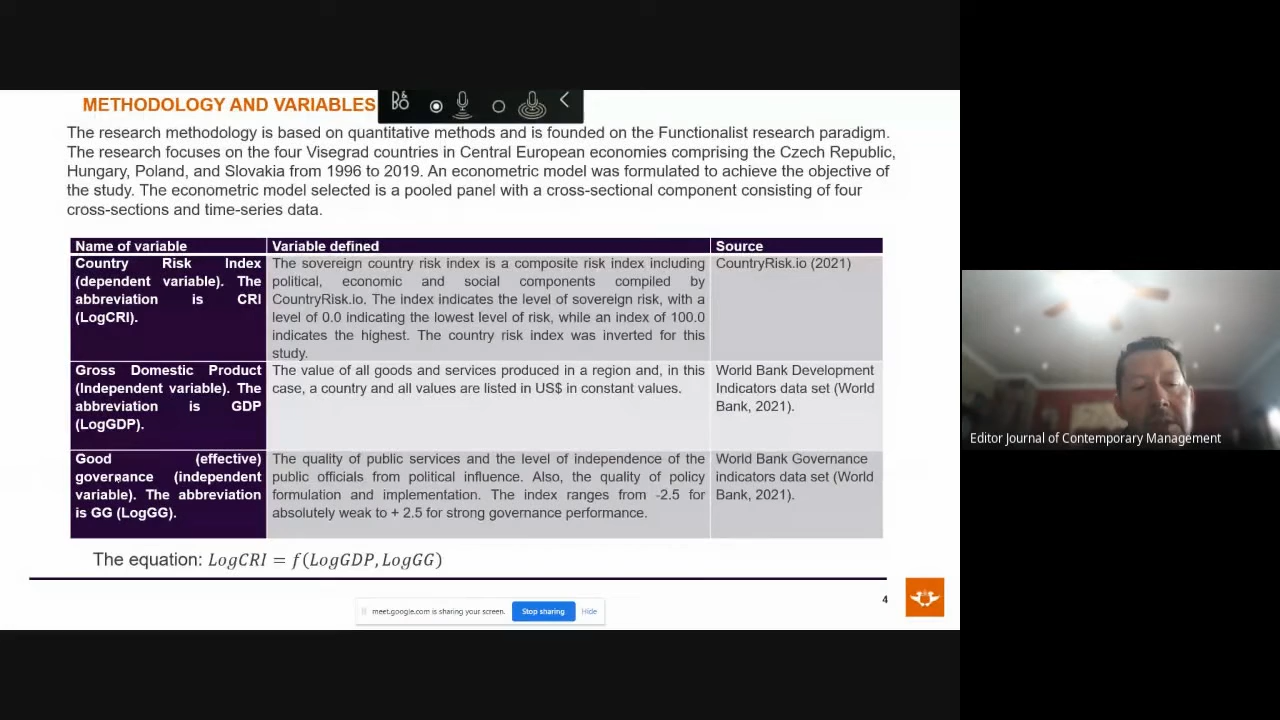 METHODOLOGY AND VARIABLES
B&O
The research methodology is based on quantitative methods and is founded on the Functionalist research paradigm.
The research focuses on the four Visegrad countries in Central European economies comprising the Czech Republic,
Hungary, Poland, and Slovakia from 1996 to 2019. An econometric model was formulated to achieve the objective of
the study. The econometric model selected is a pooled panel with a cross-sectional component consisting of four
cross-sections and time-series data.
Name of variable
Variable defined
Source
Country Risk Index
(dependent variable). The
abbreviation is CRI
(LogCRI).
The sovereign country risk index is a composite risk index including
political, economic and social components compiled by
CountryRisk.io. The index indicates the level of sovereign risk, with a
level of 0.0 indicating the lowest level of risk, while an index of 100.0
indicates the highest. The country risk index was inverted for this
study.
CountryRisk.io (2021)
Gross Domestic Product
(Independent variable). The
abbreviation is GDP
(LogGDP).
The value of all goods and services produced in a region and, in this
case, a country and all values are listed in US$ in constant values.
World Bank Development
Indicators data set (World
Bank, 2021).
Good (effective)
governance (independent
variable). The abbreviation
is GG (LogGG).
The quality of public services and the level of independence of the
public officials from political influence. Also, the quality of policy
formulation and implementation. The index ranges from -2.5 for
absolutely weak to + 2.5 for strong governance performance.
World Bank Governance
indicators data set (World
Bank, 2021).
The equation: LogCRI = f(LogGDP, LogGG)
4
meet.google.com is sharing your screen.
Stop sharing
Hide
Editor Journal of Contemporary Management